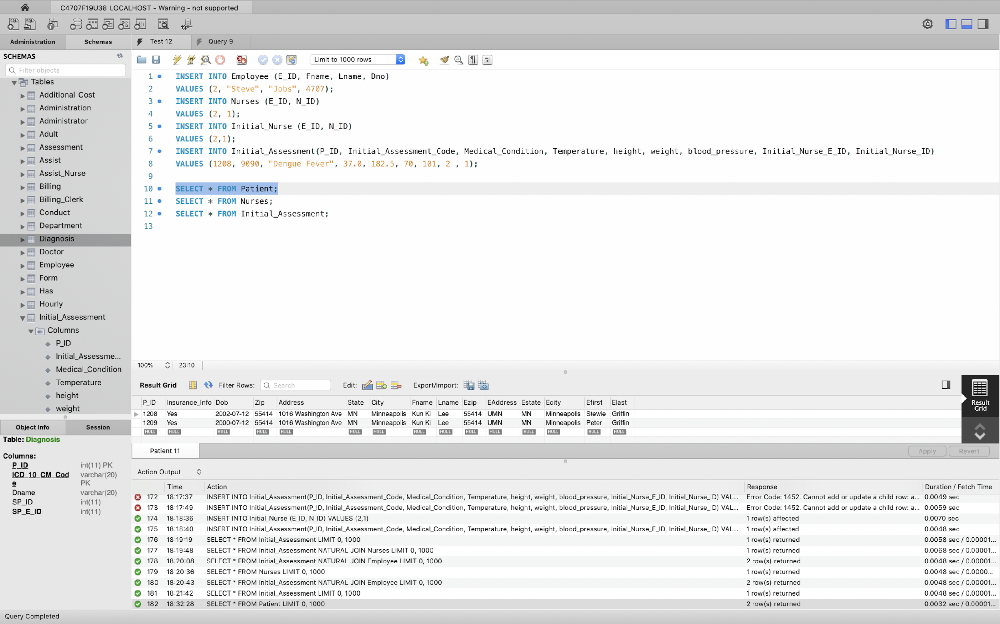 C4707F19U38_LOCALHOST - Warning - not supported
SQL SQL
Administration Schemas Test 12 Query 9
SCHEMAS
Filter objects
Limit to 1000 rows
Tables
Additional_Cost
Administration
Administrator
Adult
Assessment
Assist
Assist_Nurse
Billing
Billing_Clerk
Conduct
Department
Diagnosis
Doctor
Employee
Form
Has
Hourly
Initial_Assessment
Columns
P_ID
Initial_Assessme...
Medical_Condition
Temperature
height
weight
1 INSERT INTO Employee (E_ID, Fname, Lname, Dno)
2 VALUES (2, "Steve", "Jobs", 4707);
3 INSERT INTO Nurses (E_ID, N_ID)
4 VALUES (2, 1);
5 INSERT INTO Initial_Nurse (E_ID, N_ID)
6 VALUES (2,1);
7 INSERT INTO Initial_Assessment(P_ID, Initial_Assessment_Code, Medical_Condition, Temperature, height, weight, blood_pressure, Initial_Nurse_E_ID, Initial_Nurse_ID)
8 VALUES (1208, 9090, "Dengue Fever", 37.0, 182.5, 70, 101, 2 , 1);
9
10 SELECT * FROM Patient;
11 SELECT * FROM Nurses;
12 SELECT * FROM Initial_Assessment;
13
100% 23:10
Result Grid Filter Rows: Search Edit: Export/Import:
P_ID Insurance_Info Dob Zip Address State City Fname Lname Ezip EAddress Estate Ecity Efirst Elast
1208 Yes 2002-07-12 55414 1016 Washington Ave MN Minneapolis Kun Ki Lee 55414 UMN MN Minneapolis Stewie Griffin
1209 Yes 2000-07-12 55414 1016 Washington Ave MN Minneapolis Kun Ki Lee 55414 UMN MN Minneapolis Peter Griffin
NULL NULL NULL NULL NULL NULL NULL NULL NULL NULL NULL NULL NULL NULL NULL
Result
Grid
Patient 11 Apply Revert
Object Info Session
Table: Diagnosis
Columns:
P_ID int(11) PK
ICD_10_CM_Cod varchar(20)
e PK
Dname varchar(20)
SP_ID int(11)
SP_E_ID int(11)
Action Output
Time Action Response Duration / Fetch Time
172 18:17:37 INSERT INTO Initial_Assessment(P_ID, Initial_Assessment_Code, Medical_Condition, Temperature, height, weight, blood_pressure, Initial_Nurse_E_ID, Initial_Nurse_ID) VAL... Error Code: 1452. Cannot add or update a child row: a... 0.0049 sec
173 18:17:49 INSERT INTO Initial_Assessment(P_ID, Initial_Assessment_Code, Medical_Condition, Temperature, height, weight, blood_pressure, Initial_Nurse_E_ID, Initial_Nurse_ID) VAL... Error Code: 1452. Cannot add or update a child row: a... 0.0059 sec
174 18:18:36 INSERT INTO Initial_Nurse (E_ID, N_ID) VALUES (2,1) 1 row(s) affected 0.0070 sec
175 18:18:40 INSERT INTO Initial_Assessment(P_ID, Initial_Assessment_Code, Medical_Condition, Temperature, height, weight, blood_pressure, Initial_Nurse_E_ID, Initial_Nurse_ID) VAL... 1 row(s) affected 0.0048 sec
176 18:19:19 SELECT * FROM Initial_Assessment LIMIT 0, 1000 1 row(s) returned 0.0058 sec / 0.00001...
177 18:19:48 SELECT * FROM Initial_Assessment NATURAL JOIN Nurses LIMIT 0, 1000 1 row(s) returned 0.0068 sec / 0.00001...
178 18:20:08 SELECT * FROM Initial_Assessment NATURAL JOIN Employee LIMIT 0, 1000 2 row(s) returned 0.0048 sec / 0.00001...
179 18:20:36 SELECT * FROM Nurses LIMIT 0, 1000 1 row(s) returned 0.0048 sec / 0.0000...
180 18:20:43 SELECT * FROM Initial_Assessment NATURAL JOIN Employee LIMIT 0, 1000 2 row(s) returned 0.0048 sec / 0.00001...
181 18:21:42 SELECT * FROM Initial_Assessment LIMIT 0, 1000 1 row(s) returned 0.0048 sec / 0.00001...
182 18:32:28 SELECT * FROM Patient LIMIT 0, 1000 2 row(s) returned 0.0032 sec / 0.00001...
Query Completed